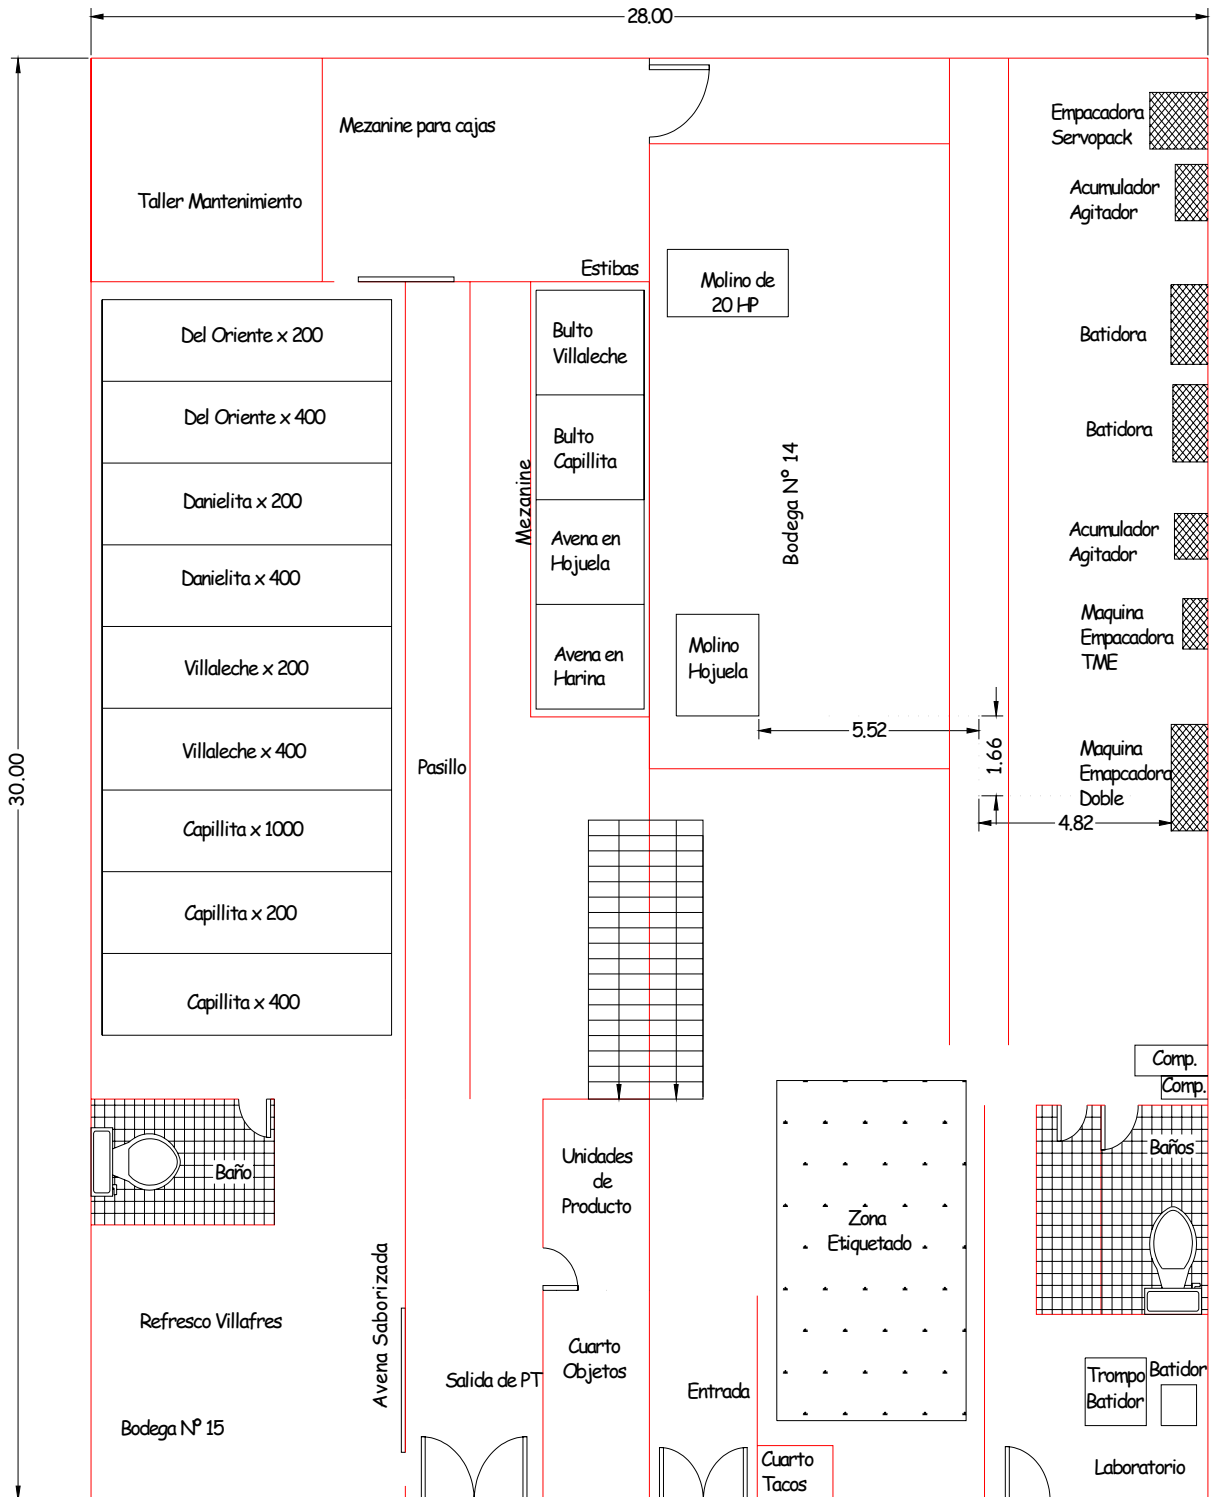 28.00
30.00
Mezanine para cajas
Taller Mantenimiento
Estibas
Empacadora
Servopack
Acumulador
Agitador
Molino de
20 HP
Batidora
Batidora
Acumulador
Agitador
Maquina
Empacadora
TME
Maquina
Emapcadora
Doble
Del Oriente x 200
Del Oriente x 400
Danielita x 200
Danielita x 400
Villaleche x 200
Villaleche x 400
Capillita x 1000
Capillita x 200
Capillita x 400
Mezanine
Bulto
Villaleche
Bulto
Capillita
Avena en
Hojuela
Avena en
Harina
Bodega Nº 14
Molino
Hojuela
5.52
1.66
4.82
Pasillo
Comp.
Comp.
Baño
Unidades
de
Producto
Zona
Etiquetado
Baños
Refresco Villafres
Avena Saborizada
Salida de PT
Cuarto
Objetos
Entrada
Trompo
Batidor
Batidor
Bodega Nº 15
Cuarto
Tacos
Laboratorio